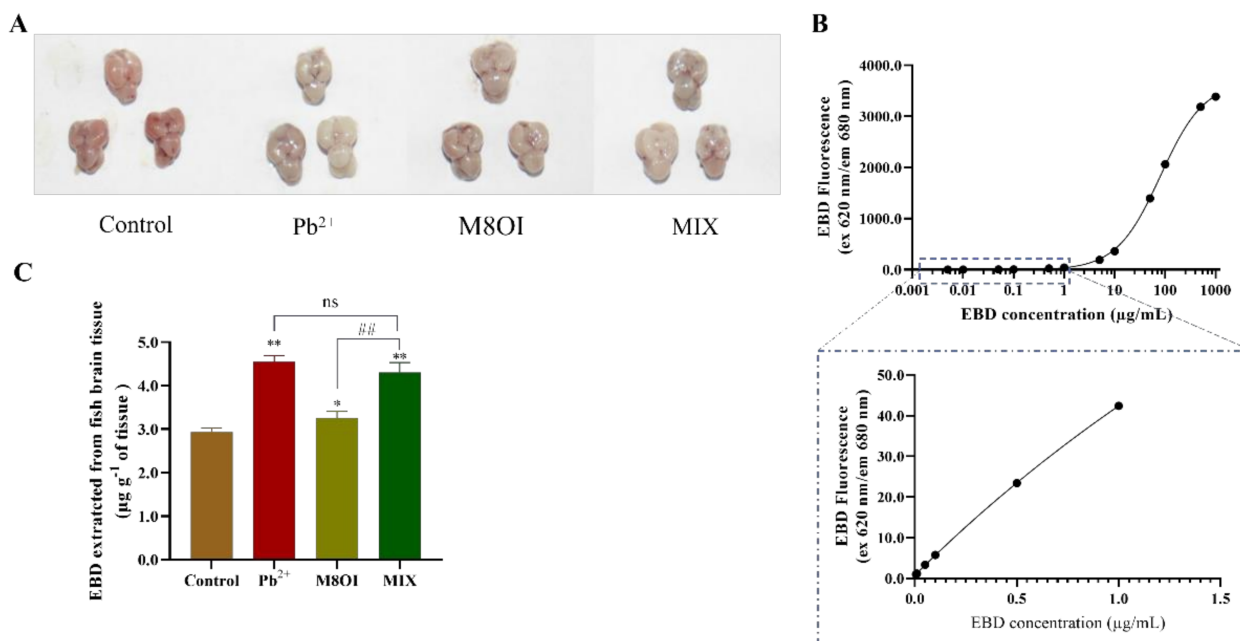 A
Control
Pb²⁺
M8OI
MIX
B
EBD Fluorescence
(ex 620 nm/em 680 nm)
4000.0
3000.0
2000.0
1000.0
0.0
0.001
0.01
0.1
1
10
100
1000
EBD concentration (µg/mL)
C
EBD extratcted from fish brain tissue
(µg g⁻¹ of tissue)
5.0
4.0
3.0
2.0
1.0
0.0
ns
##
**
*
**
Control
Pb²⁺
M8OI
MIX
EBD Fluorescence
(ex 620 nm/em 680 nm)
50.0
40.0
30.0
20.0
10.0
0.0
0.0
0.5
1.0
1.5
EBD concentration (µg/mL)